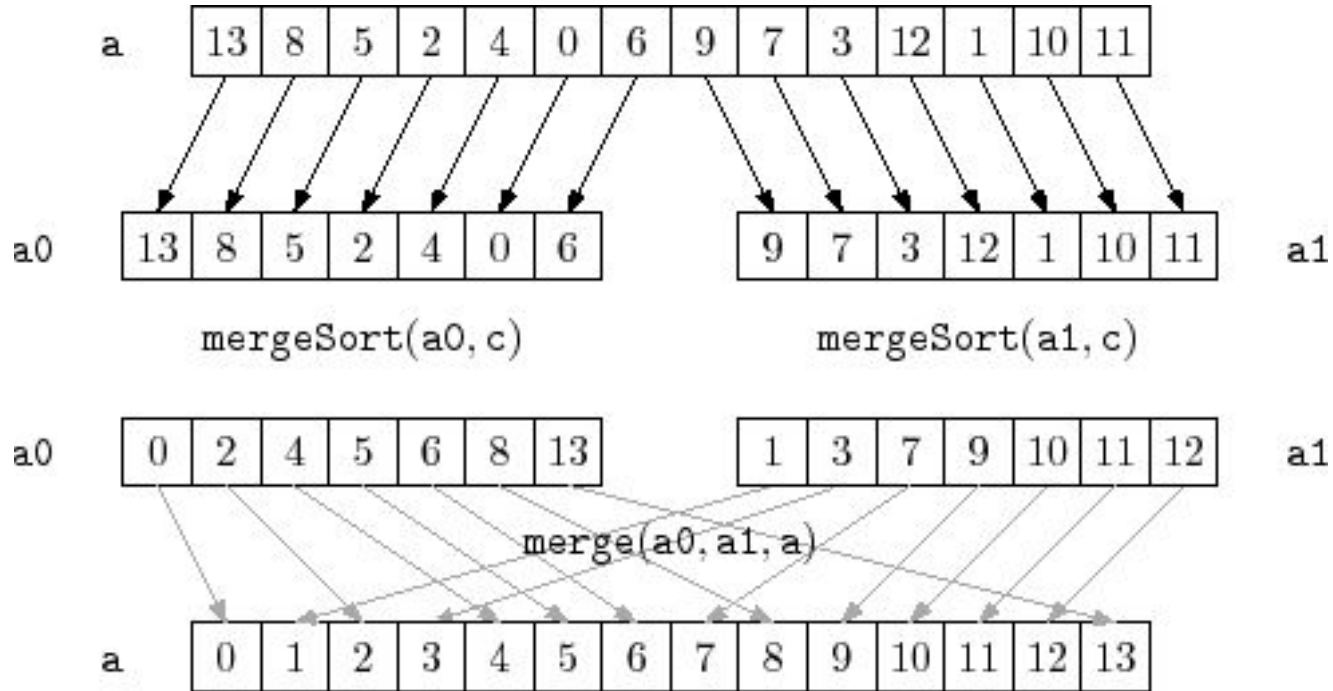 a 13 8 5 2 4 0 6 9 7 3 12 1 10 11
a0 13 8 5 2 4 0 6 9 7 3 12 1 10 11 a1
mergeSort(a0, c) mergeSort(a1, c)
a0 0 2 4 5 6 8 13 1 3 7 9 10 11 12 a1
merge(a0, a1, a)
a 0 1 2 3 4 5 6 7 8 9 10 11 12 13